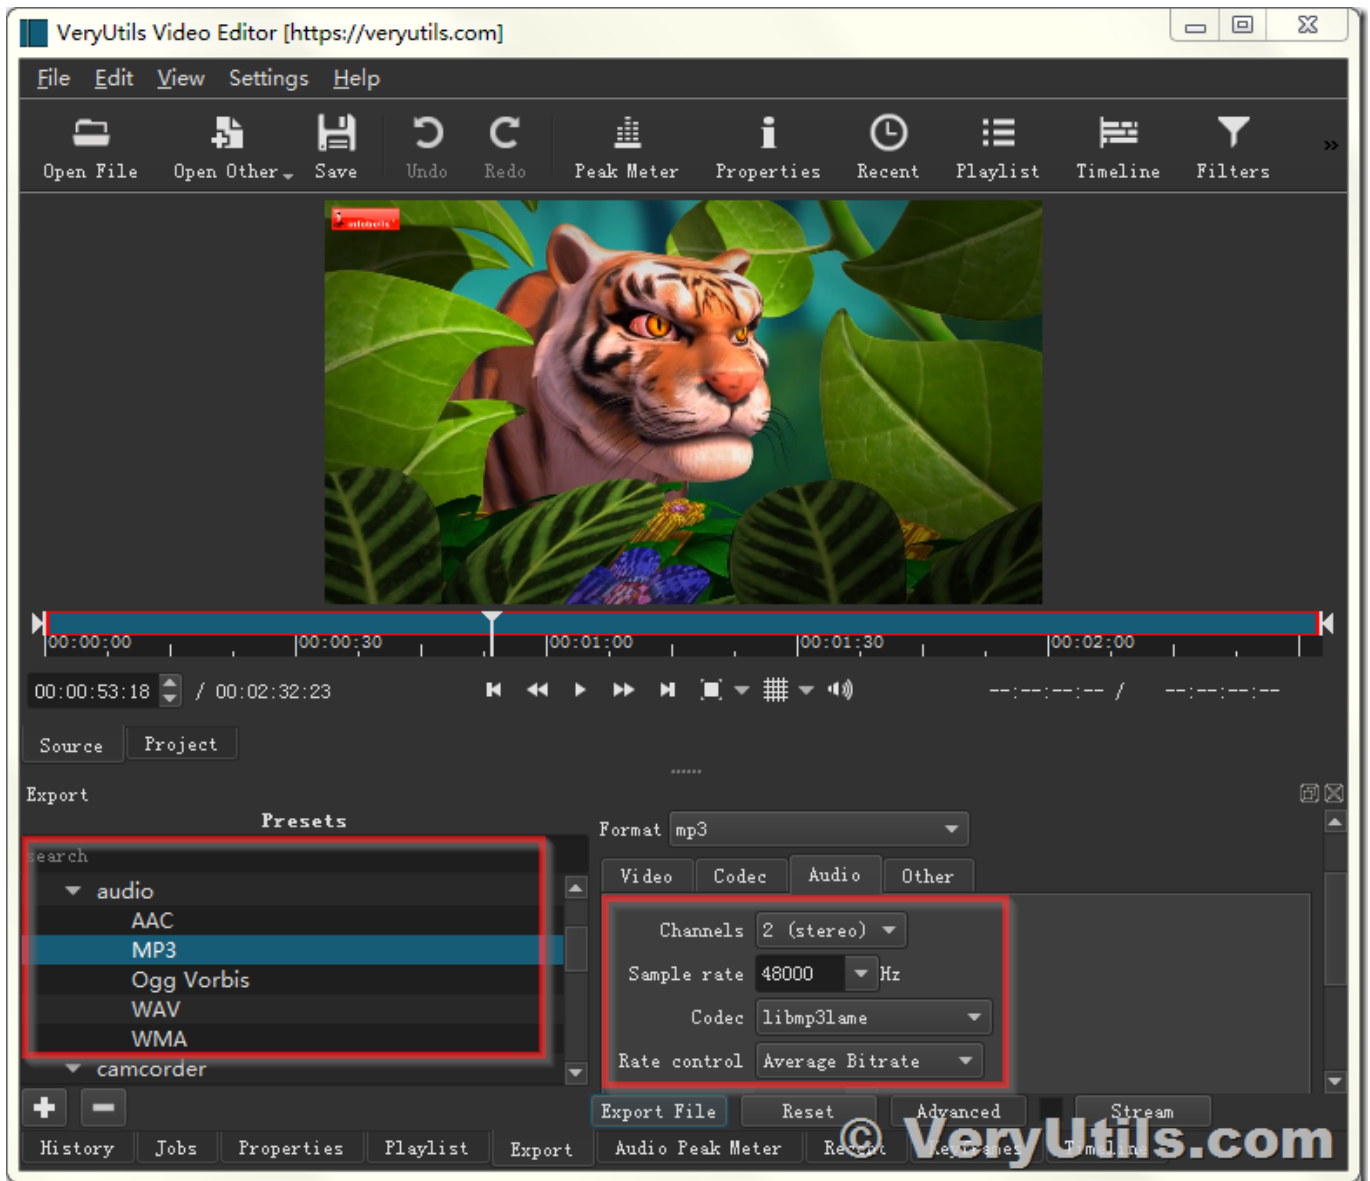 VeryUtils Video Editor [https://veryutils.com]
File Edit View Settings Help
Open File Open Other Save Undo Redo Peak Meter Properties Recent Playlist Timeline Filters »
00:00:00 00:00:30 00:01:00 00:01:30 00:02:00
00:00:53:18 / 00:02:32:23 --:--:--:-- / --:--:--:--
Source Project
Export
Presets
search
audio
AAC
MP3
Ogg Vorbis
WAV
WMA
camcorder
Format mp3
Video Codec Audio Other
Channels 2 (stereo)
Sample rate 48000 Hz
Codec libmp3lame
Rate control Average Bitrate
Export File Reset Advanced Stream
History Jobs Properties Playlist Export Audio Peak Meter Recent Keyframes Timeline
© VeryUtils.com